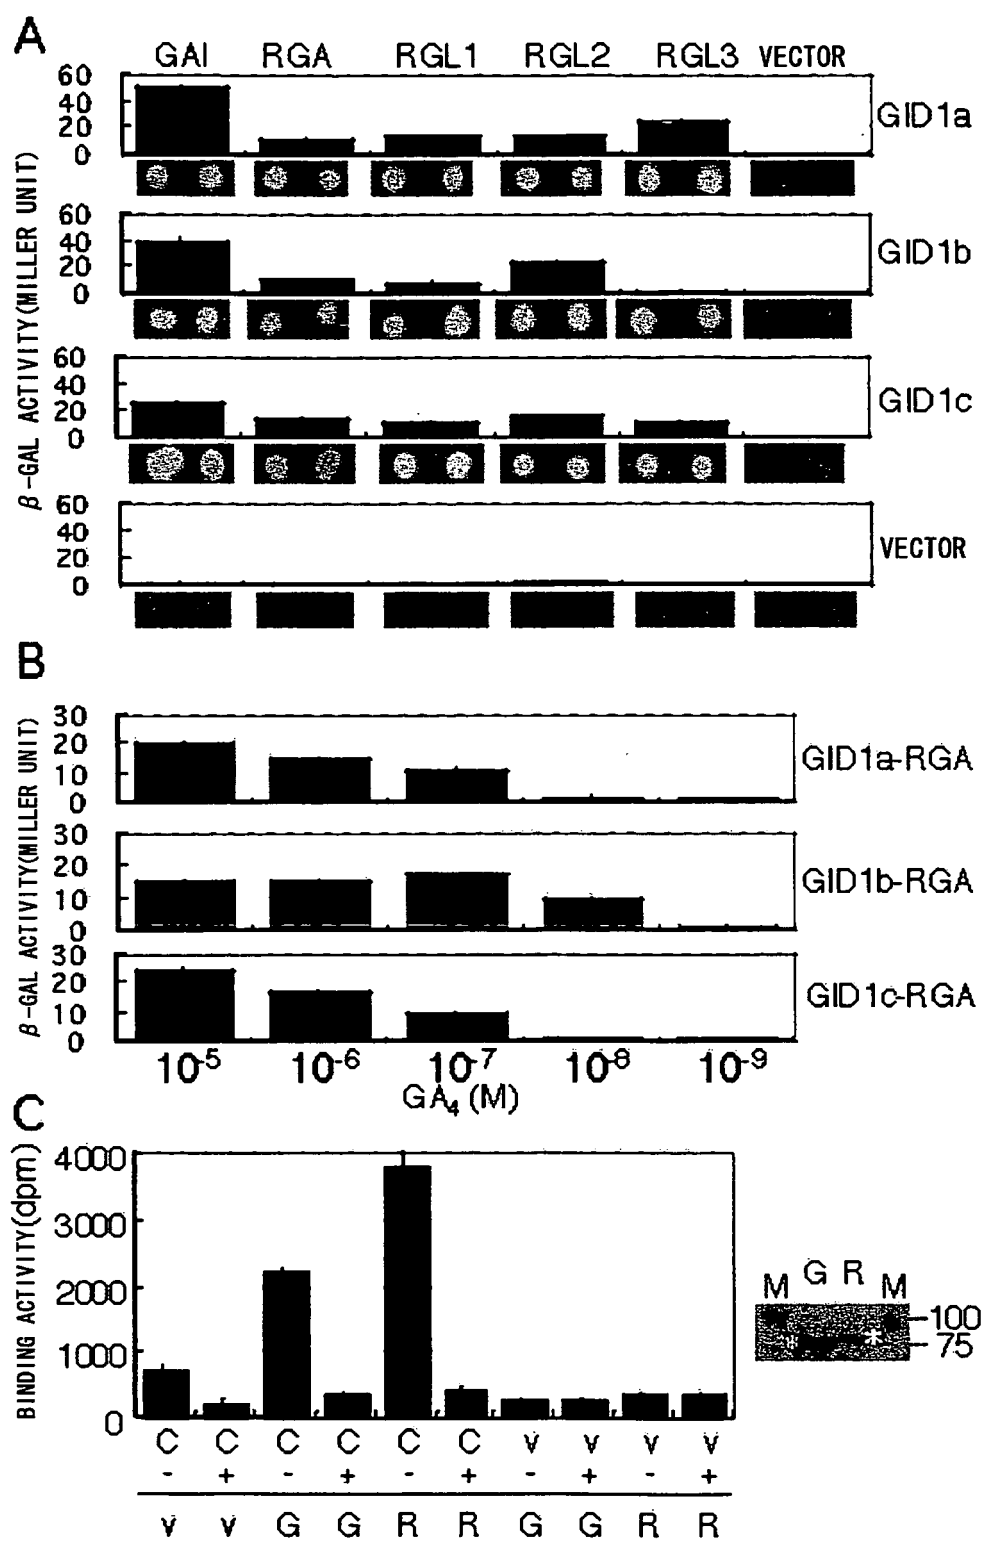 A
GAI RGA RGL1 RGL2 RGL3 VECTOR
β-GAL ACTIVITY(MILLER UNIT)
60
40
20
0
GID1a
60
40
20
0
GID1b
60
40
20
0
GID1c
60
40
20
0
VECTOR
B
β-GAL ACTIVITY(MILLER UNIT)
30
20
10
0
GID1a-RGA
30
20
10
0
GID1b-RGA
30
20
10
0
GID1c-RGA
10-5 10-6 10-7 10-8 10-9
GA4 (M)
C
BINDING ACTIVITY(dpm)
4000
3000
2000
1000
0
C C C C C C v v v v
- + - + - + - + - +
v v G G R R G G R R
M G R M
100
* * 75